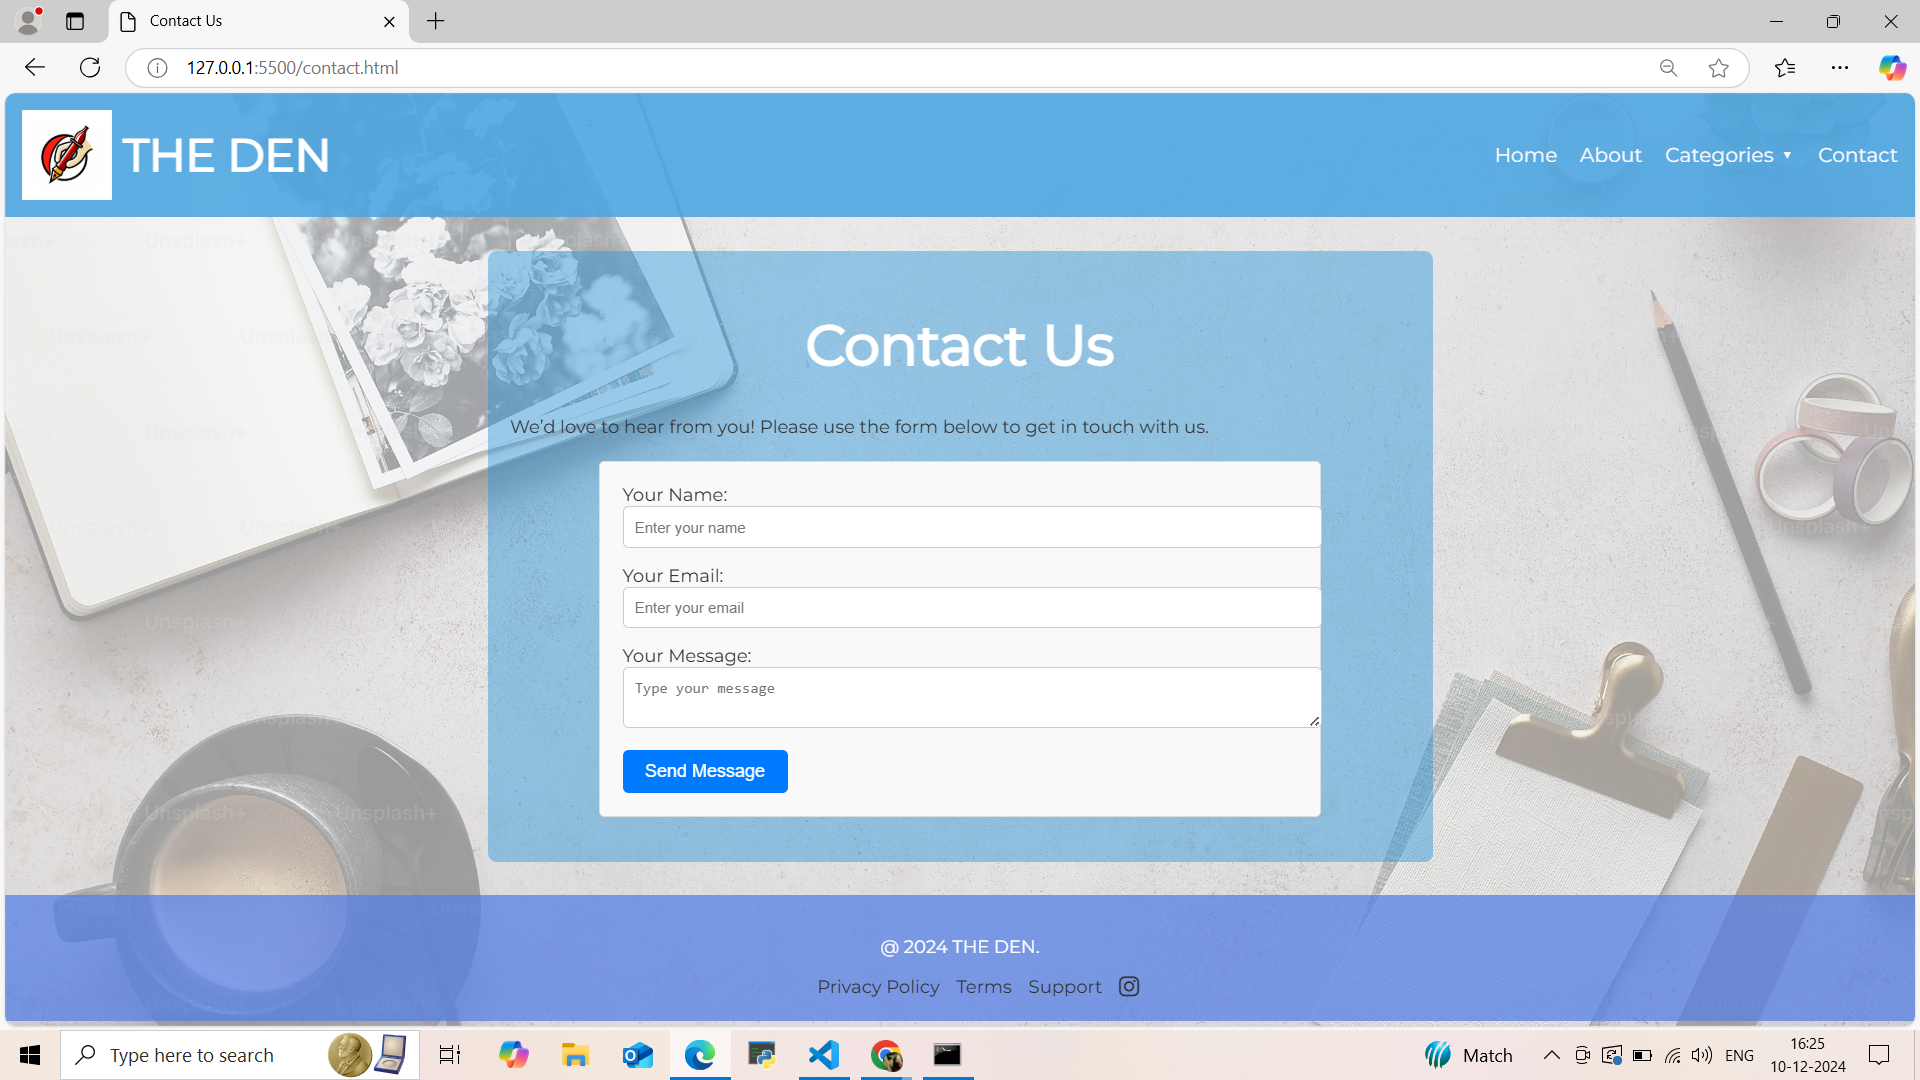 Contact Us
127.0.0.1:5500/contact.html
THE DEN
Home About Categories ▼ Contact
Contact Us
We’d love to hear from you! Please use the form below to get in touch with us.
Your Name:
Enter your name
Your Email:
Enter your email
Your Message:
Type your message
Send Message
@ 2024 THE DEN.
Privacy Policy Terms Support
Unsplash+
Type here to search
Match
ENG
16:25
10-12-2024